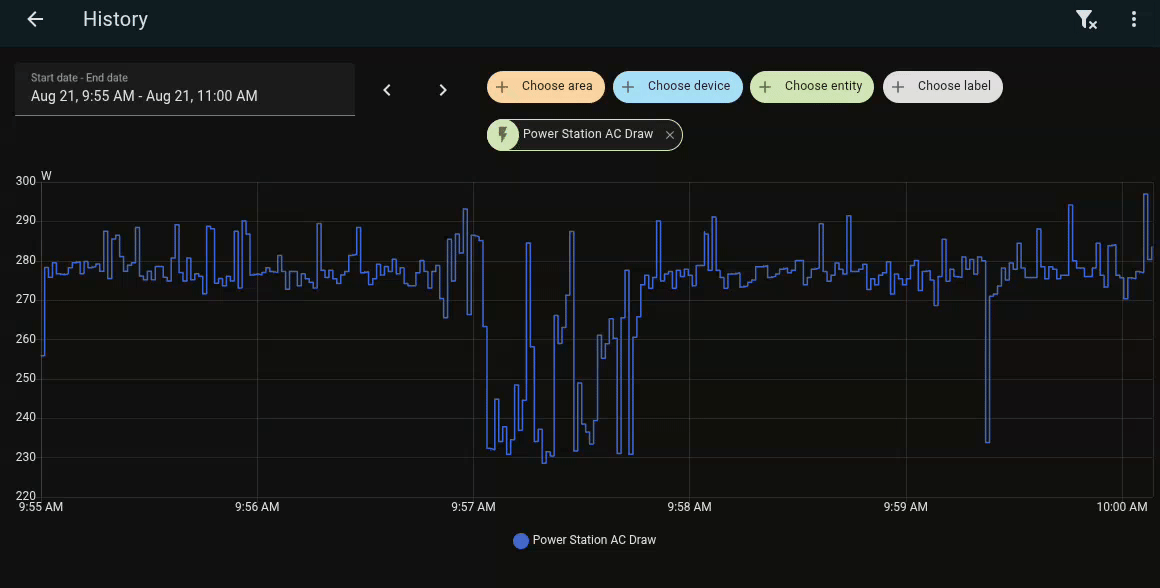 History
Start date - End date
Aug 21, 9:55 AM - Aug 21, 11:00 AM
Choose area
Choose device
Choose entity
Choose label
Power Station AC Draw
W
300
290
280
270
260
250
240
230
220
9:55 AM
9:56 AM
9:57 AM
9:58 AM
9:59 AM
10:00 AM
Power Station AC Draw